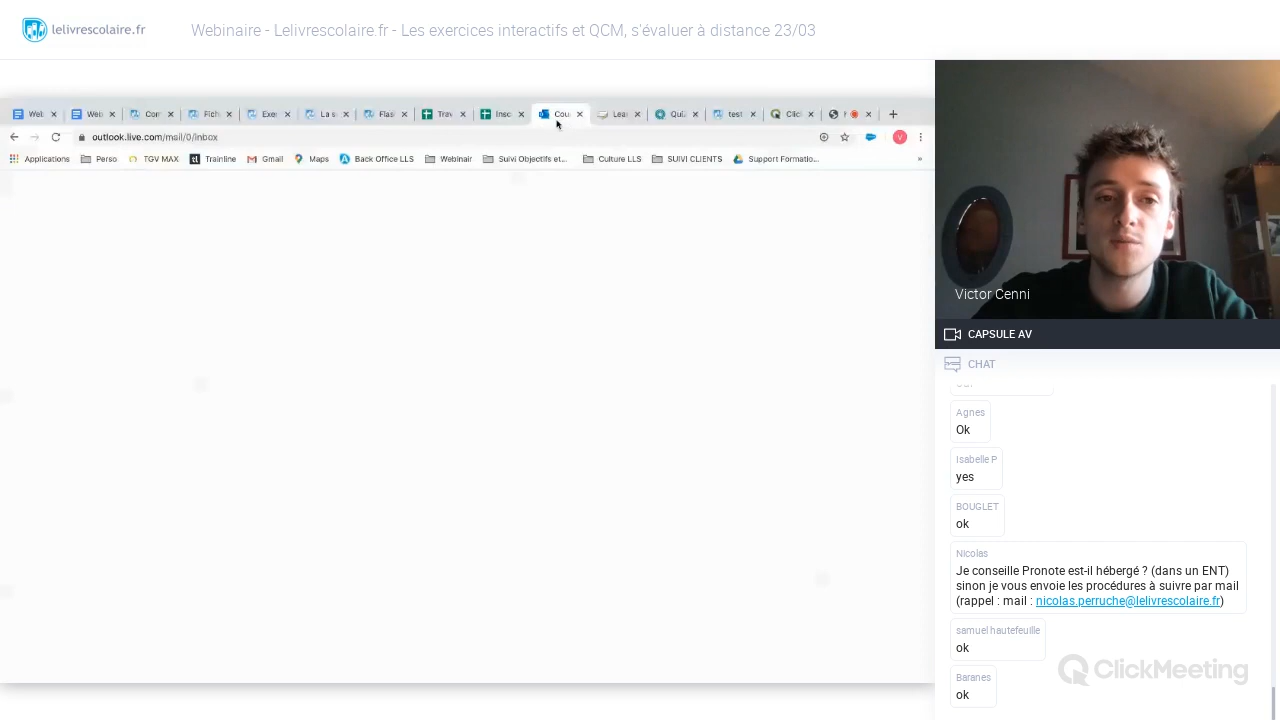 lelivrescolaire.fr
Webinaire - Lelivrescolaire.fr - Les exercices interactifs et QCM, s'évaluer à distance 23/03
outlook.live.com/mail/0/inbox
Applications Perso TGV MAX Trainline Gmail Maps Back Office LLS Webinair Suivi Objectifs et... Culture LLS SUIVI CLIENTS Support Formatio... »
Victor Cenni
CAPSULE AV
CHAT
Agnes
Ok
Isabelle P
yes
BOUGLET
ok
Nicolas
Je conseille Pronote est-il hébergé ? (dans un ENT)
sinon je vous envoie les procédures à suivre par mail
(rappel : mail : nicolas.perruche@lelivrescolaire.fr)
samuel hautefeuille
ok
ClickMeeting
Baranes
ok